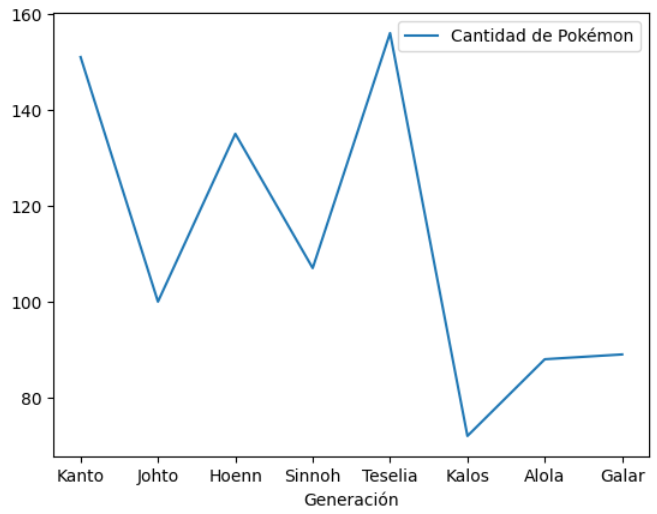 160
Cantidad de Pokémon
140
120
100
80
Kanto Johto Hoenn Sinnoh Teselia Kalos Alola Galar
Generación